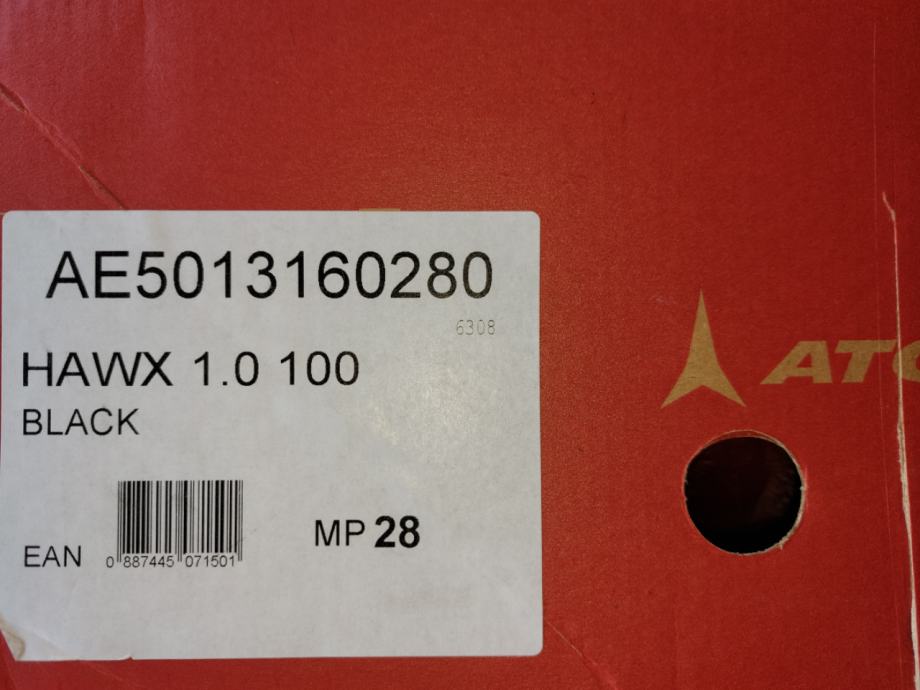 AE5013160280
6308
HAWX 1.0 100
BLACK
ATO
EAN
0 887445 071501
MP 28